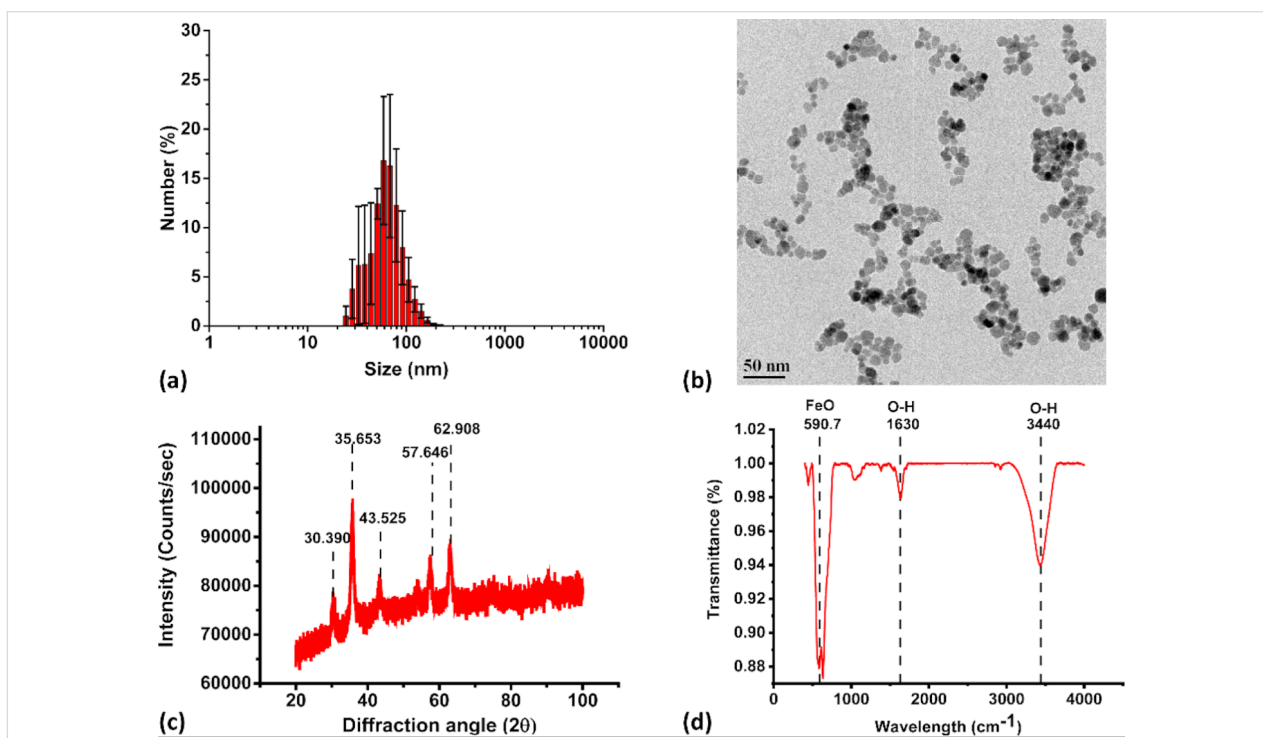 30
25
20
15
10
5
0
Number (%)
1 10 100 1000 10000
Size (nm)
(a)
50 nm
(b)
110000
100000
90000
80000
70000
60000
Intensity (Counts/sec)
30.390
35.653
43.525
57.646
62.908
20 40 60 80 100
Diffraction angle (2θ)
(c)
FeO O-H O-H
590.7 1630 3440
1.02
1.00
0.98
0.96
0.94
0.92
0.90
0.88
Transmittance (%)
0 1000 2000 3000 4000
Wavelength (cm-1)
(d)